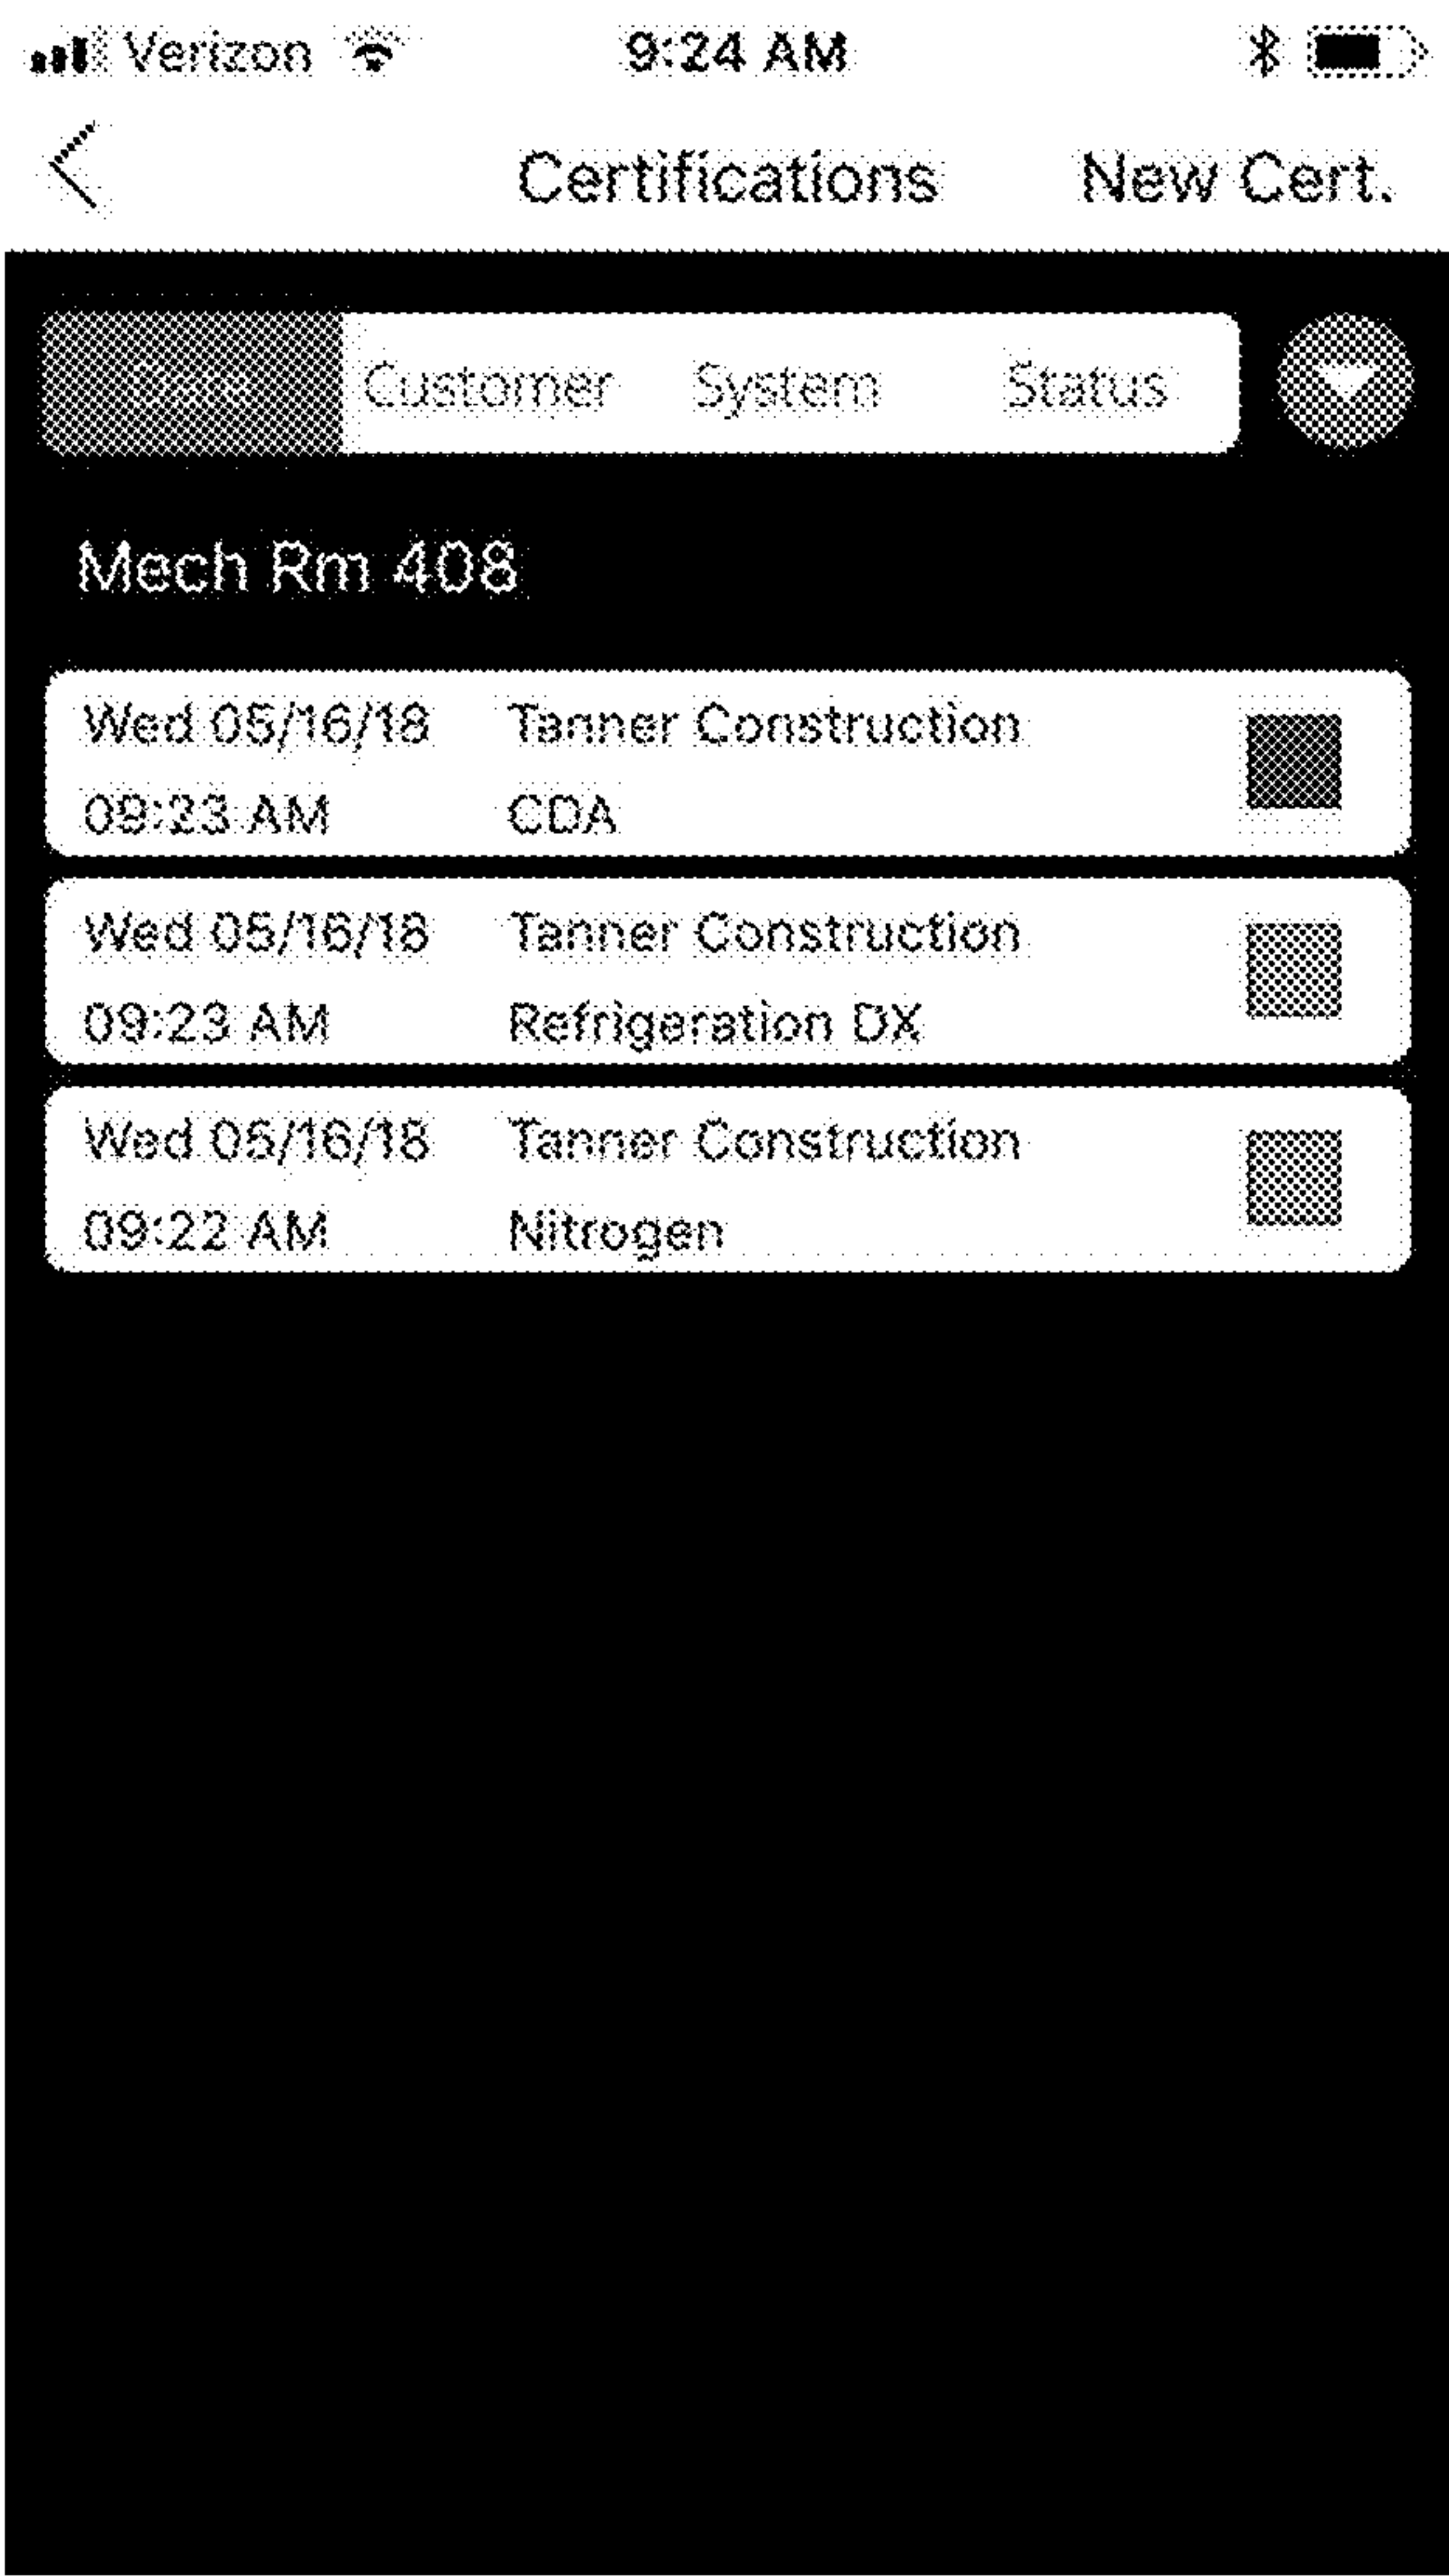 Verizon 9:24 AM
Certifications New Cert.
Customer System Status
Mech Rm 408
Wed 05/16/18 Tanner Construction
09:23 AM CDA
Wed 05/16/18 Tanner Construction
09:23 AM Refrigeration DX
Wed 05/16/18 Tanner Construction
09:22 AM Nitrogen